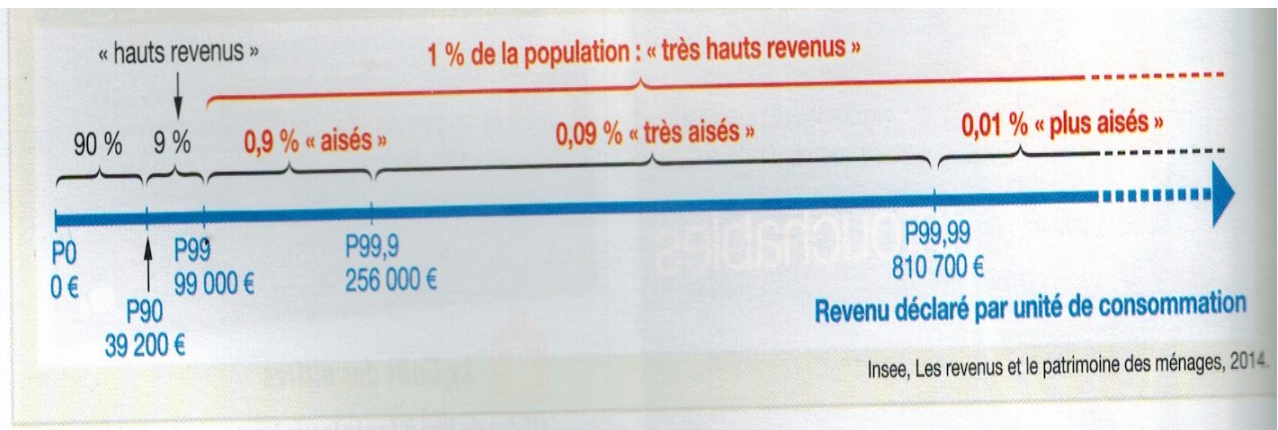 « hauts revenus »
1 % de la population : « très hauts revenus »
90 %
9 %
0,9 % « aisés »
0,09 % « très aisés »
0,01 % « plus aisés »
P0
0 €
P90
39 200 €
P99
99 000 €
P99,9
256 000 €
P99,99
810 700 €
Revenu déclaré par unité de consommation
Insee, Les revenus et le patrimoine des ménages, 2014.